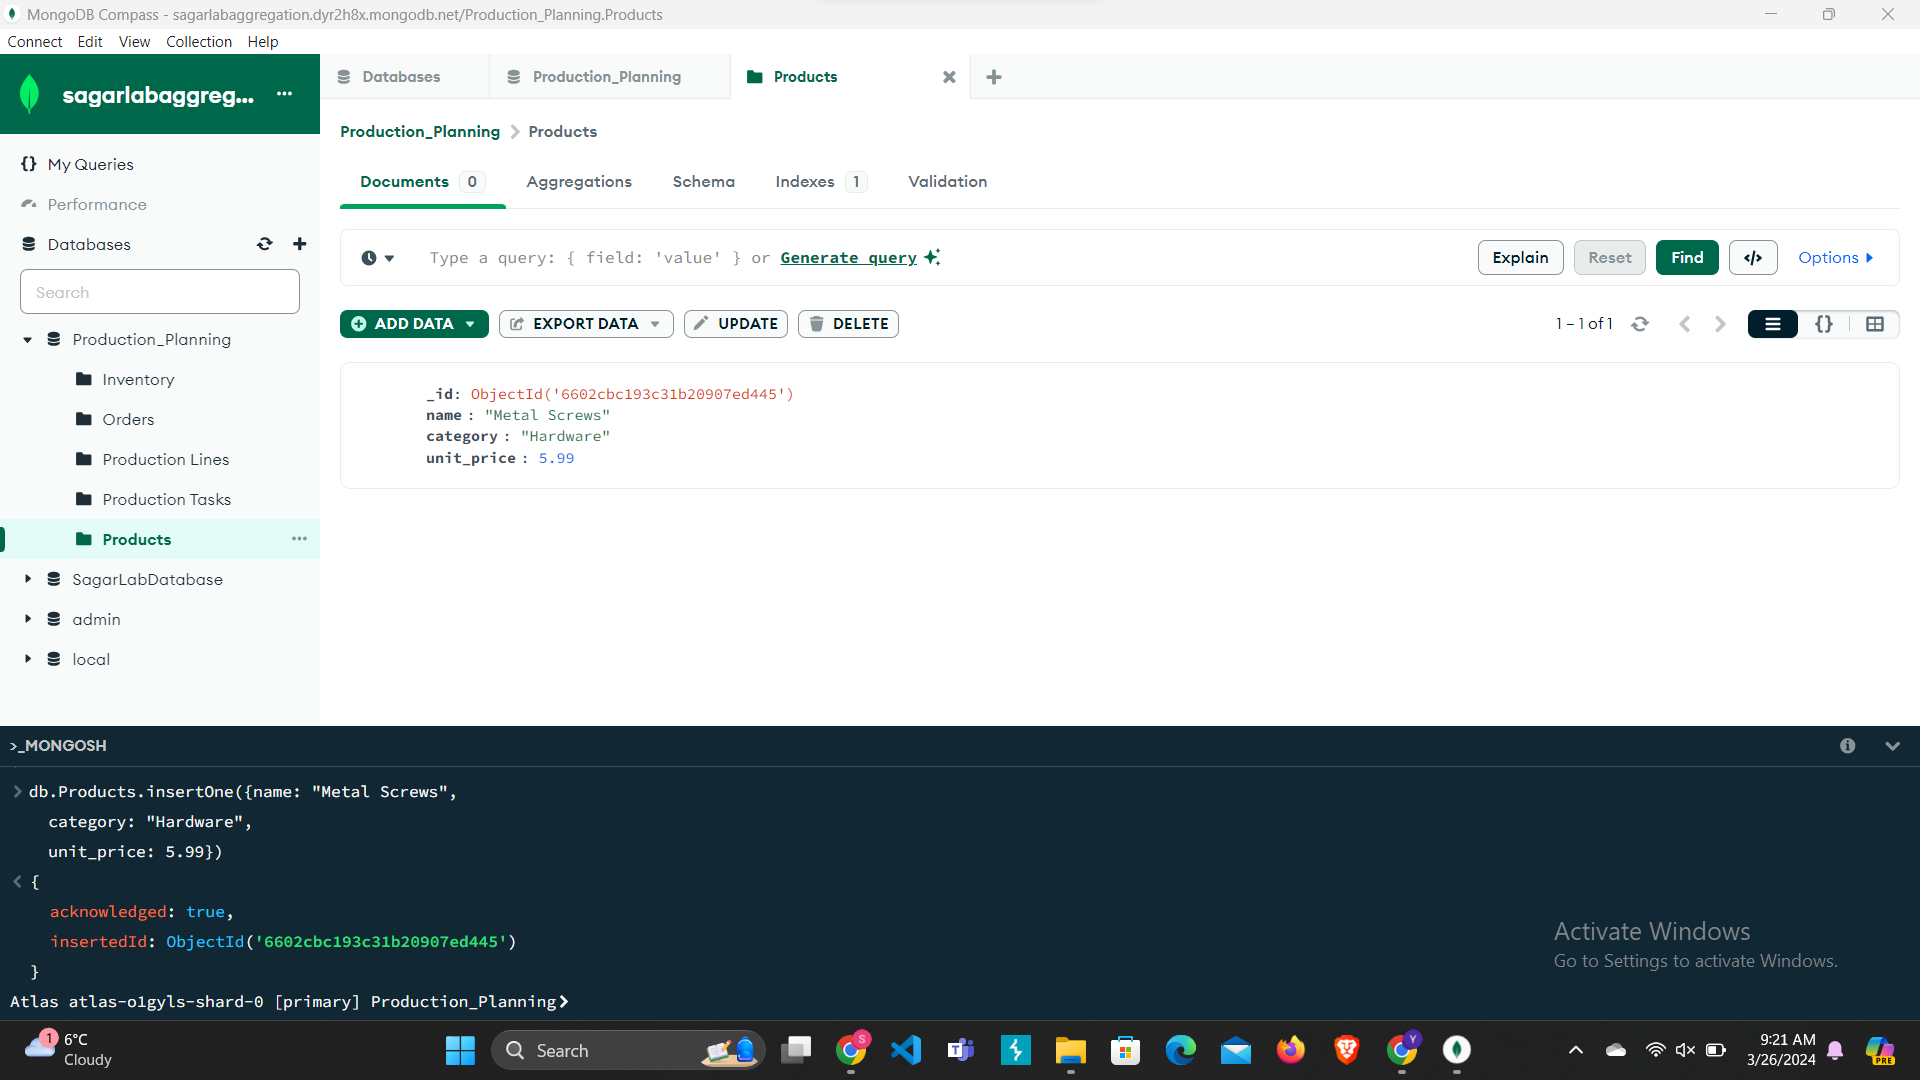 MongoDB Compass - sagarlabaggregation.dyr2h8x.mongodb.net/Production_Planning.Products
Connect Edit View Collection Help
sagarlabaggreg... ...
Databases Production_Planning Products
Production_Planning > Products
My Queries
Performance
Databases
Search
Production_Planning
Inventory
Orders
Production Lines
Production Tasks
Products ...
SagarLabDatabase
admin
local
Documents 0 Aggregations Schema Indexes 1 Validation
Type a query: { field: 'value' } or Generate query Explain Reset Find </> Options
ADD DATA EXPORT DATA UPDATE DELETE 1 – 1 of 1 {}
_id: ObjectId('6602cbc193c31b20907ed445')
name : "Metal Screws"
category : "Hardware"
unit_price : 5.99
>_MONGOSH
> db.Products.insertOne({name: "Metal Screws",
category: "Hardware",
unit_price: 5.99})
< {
acknowledged: true,
insertedId: ObjectId('6602cbc193c31b20907ed445')
}
Atlas atlas-o1gyls-shard-0 [primary] Production_Planning>
Activate Windows
Go to Settings to activate Windows.
1 6°C
Cloudy
Search
S
Y
9:21 AM
3/26/2024
PRE